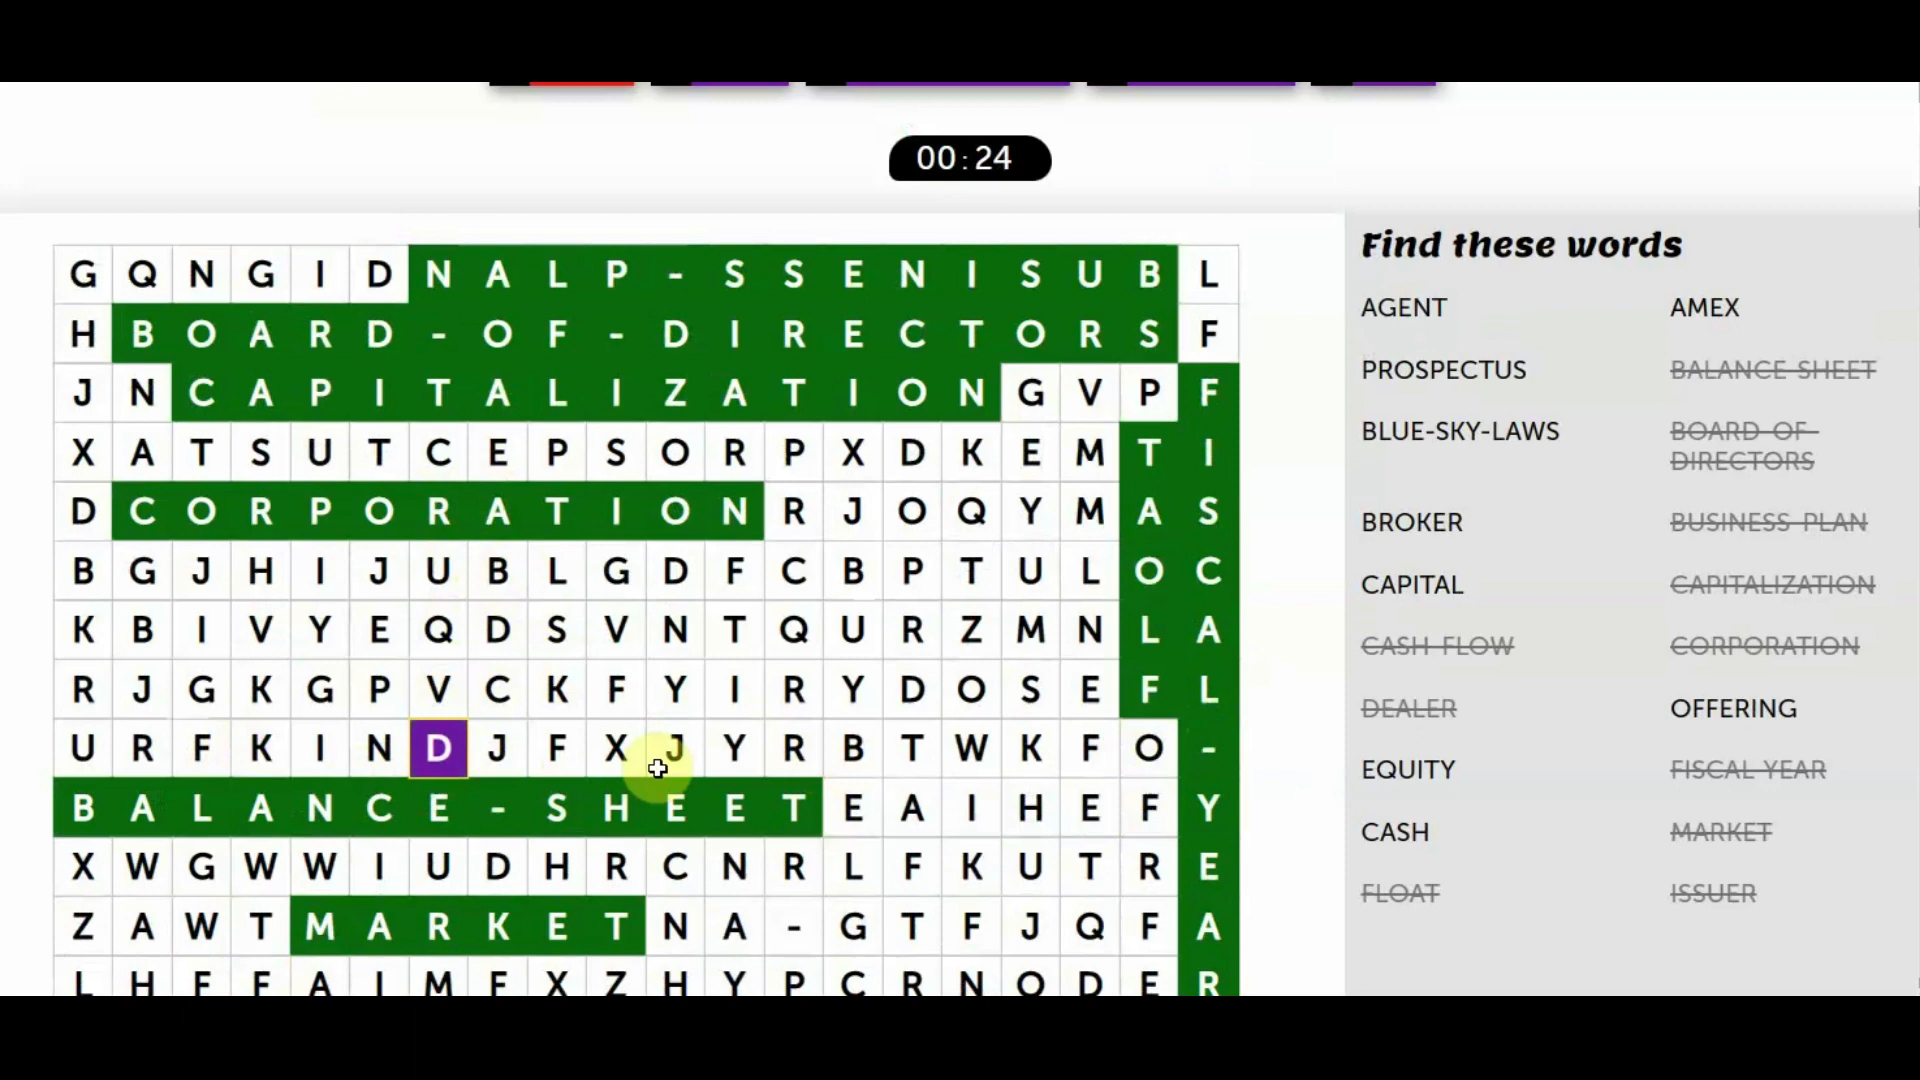 00:24
Find these words
G Q N G I D N A L P - S S E N I S U B L
H B O A R D - O F - D I R E C T O R S F
J N C A P I T A L I Z A T I O N G V P F
X A T S U T C E P S O R P X D K E M T I
D C O R P O R A T I O N R J O Q Y M A S
B G J H I J U B L G D F C B P T U L O C
K B I V Y E Q D S V N T Q U R Z M N L A
R J G K G P V C K F Y I R Y D O S E F L
U R F K I N D J F X J Y R B T W K F O -
B A L A N C E - S H E E T E A I H E F Y
X W G W W I U D H R C N R L F K U T R E
Z A W T M A R K E T N A - G T F J Q F A
AGENT AMEX
PROSPECTUS BALANCE SHEET
BLUE-SKY-LAWS BOARD-OF-
DIRECTORS
BROKER BUSINESS PLAN
CAPITAL CAPITALIZATION
CASH FLOW CORPORATION
DEALER OFFERING
EQUITY FISCAL YEAR
CASH MARKET
FLOAT ISSUER